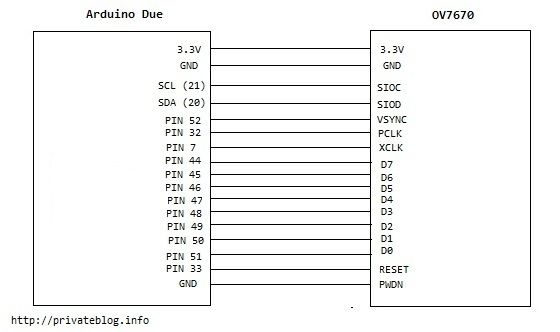 Arduino Due OV7670
3.3V 3.3V
GND GND
SCL (21) SIOC
SDA (20) SIOD
PIN 52 VSYNC
PIN 32 PCLK
PIN 7 XCLK
PIN 44 D7
PIN 45 D6
PIN 46 D5
PIN 47 D4
PIN 48 D3
PIN 49 D2
PIN 50 D1
PIN 51 D0
PIN 33 RESET
GND PWDN
http://privateblog.info